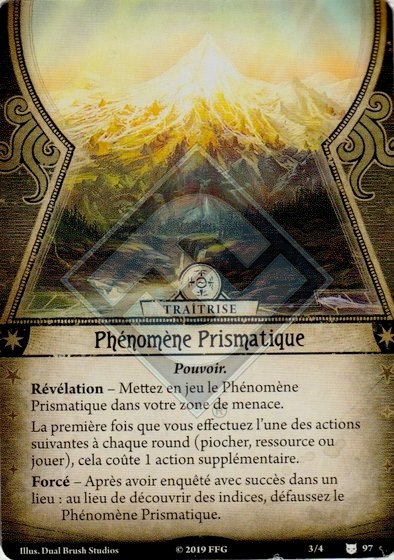 TRAÎTRISE
Phénomène Prismatique
Pouvoir.
Révélation – Mettez en jeu le Phénomène
Prismatique dans votre zone de menace.
La première fois que vous effectuez l'une des actions
suivantes à chaque round (piocher, ressource ou
jouer), cela coûte 1 action supplémentaire.
Forcé – Après avoir enquêté avec succès dans un
lieu : au lieu de découvrir des indices, défaussez le
Phénomène Prismatique.
Illus. Dual Brush Studios © 2019 FFG 3/4 97